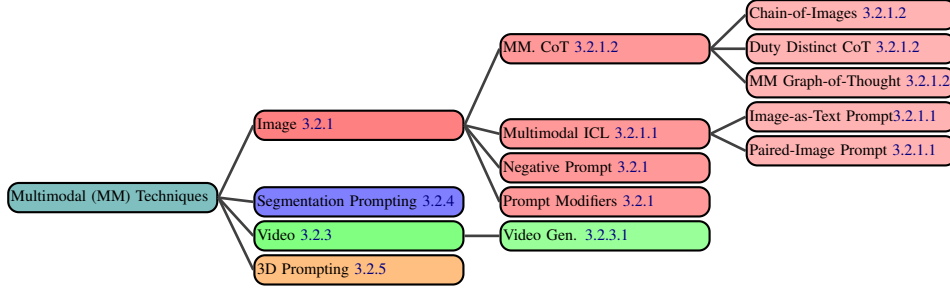 Multimodal (MM) Techniques
Image 3.2.1
MM. CoT 3.2.1.2
Chain-of-Images 3.2.1.2
Duty Distinct CoT 3.2.1.2
MM Graph-of-Thought 3.2.1.2
Multimodal ICL 3.2.1.1
Image-as-Text Prompt3.2.1.1
Paired-Image Prompt 3.2.1.1
Negative Prompt 3.2.1
Prompt Modifiers 3.2.1
Segmentation Prompting 3.2.4
Video 3.2.3
Video Gen. 3.2.3.1
3D Prompting 3.2.5